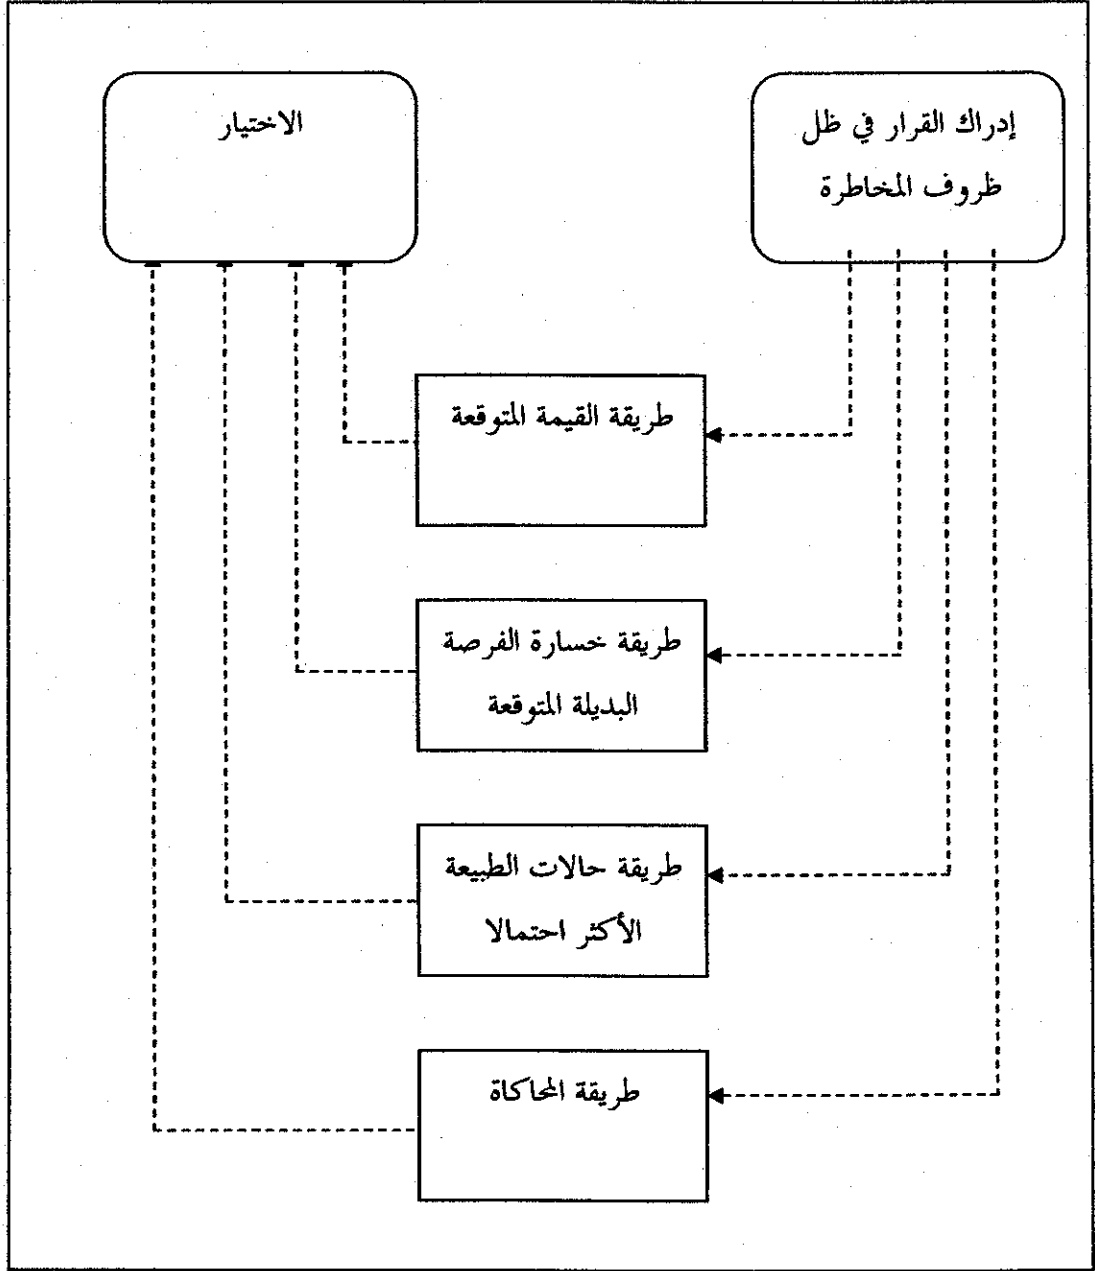 إدراك القرار في ظل
ظروف المخاطرة
الاختيار
طريقة القيمة المتوقعة
طريقة خسارة الفرصة
البديلة المتوقعة
طريقة حالات الطبيعة
الأكثر احتمالا
طريقة المحاكاة